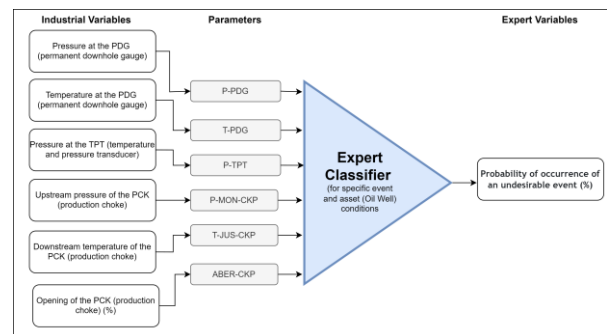 Industrial Variables
Parameters
Expert Variables
Pressure at the PDG
(permanent downhole gauge)
Temperature at the PDG
(permanent downhole gauge)
Pressure at the TPT (temperature
and pressure transducer)
Upstream pressure of the PCK
(production choke)
Downstream temperature of the
PCK (production choke)
Opening of the PCK (production
choke) (%)
P-PDG
T-PDG
P-TPT
P-MON-CKP
T-JUS-CKP
ABER-CKP
Expert
Classifier
(for specific event
and asset (Oil Well)
conditions
Probability of occurrence of
an undesirable event (%)